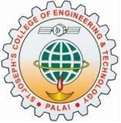 ST.JOSEPH'S COLLEGE OF ENGINEERING & TECHNOLOGY
PALAI